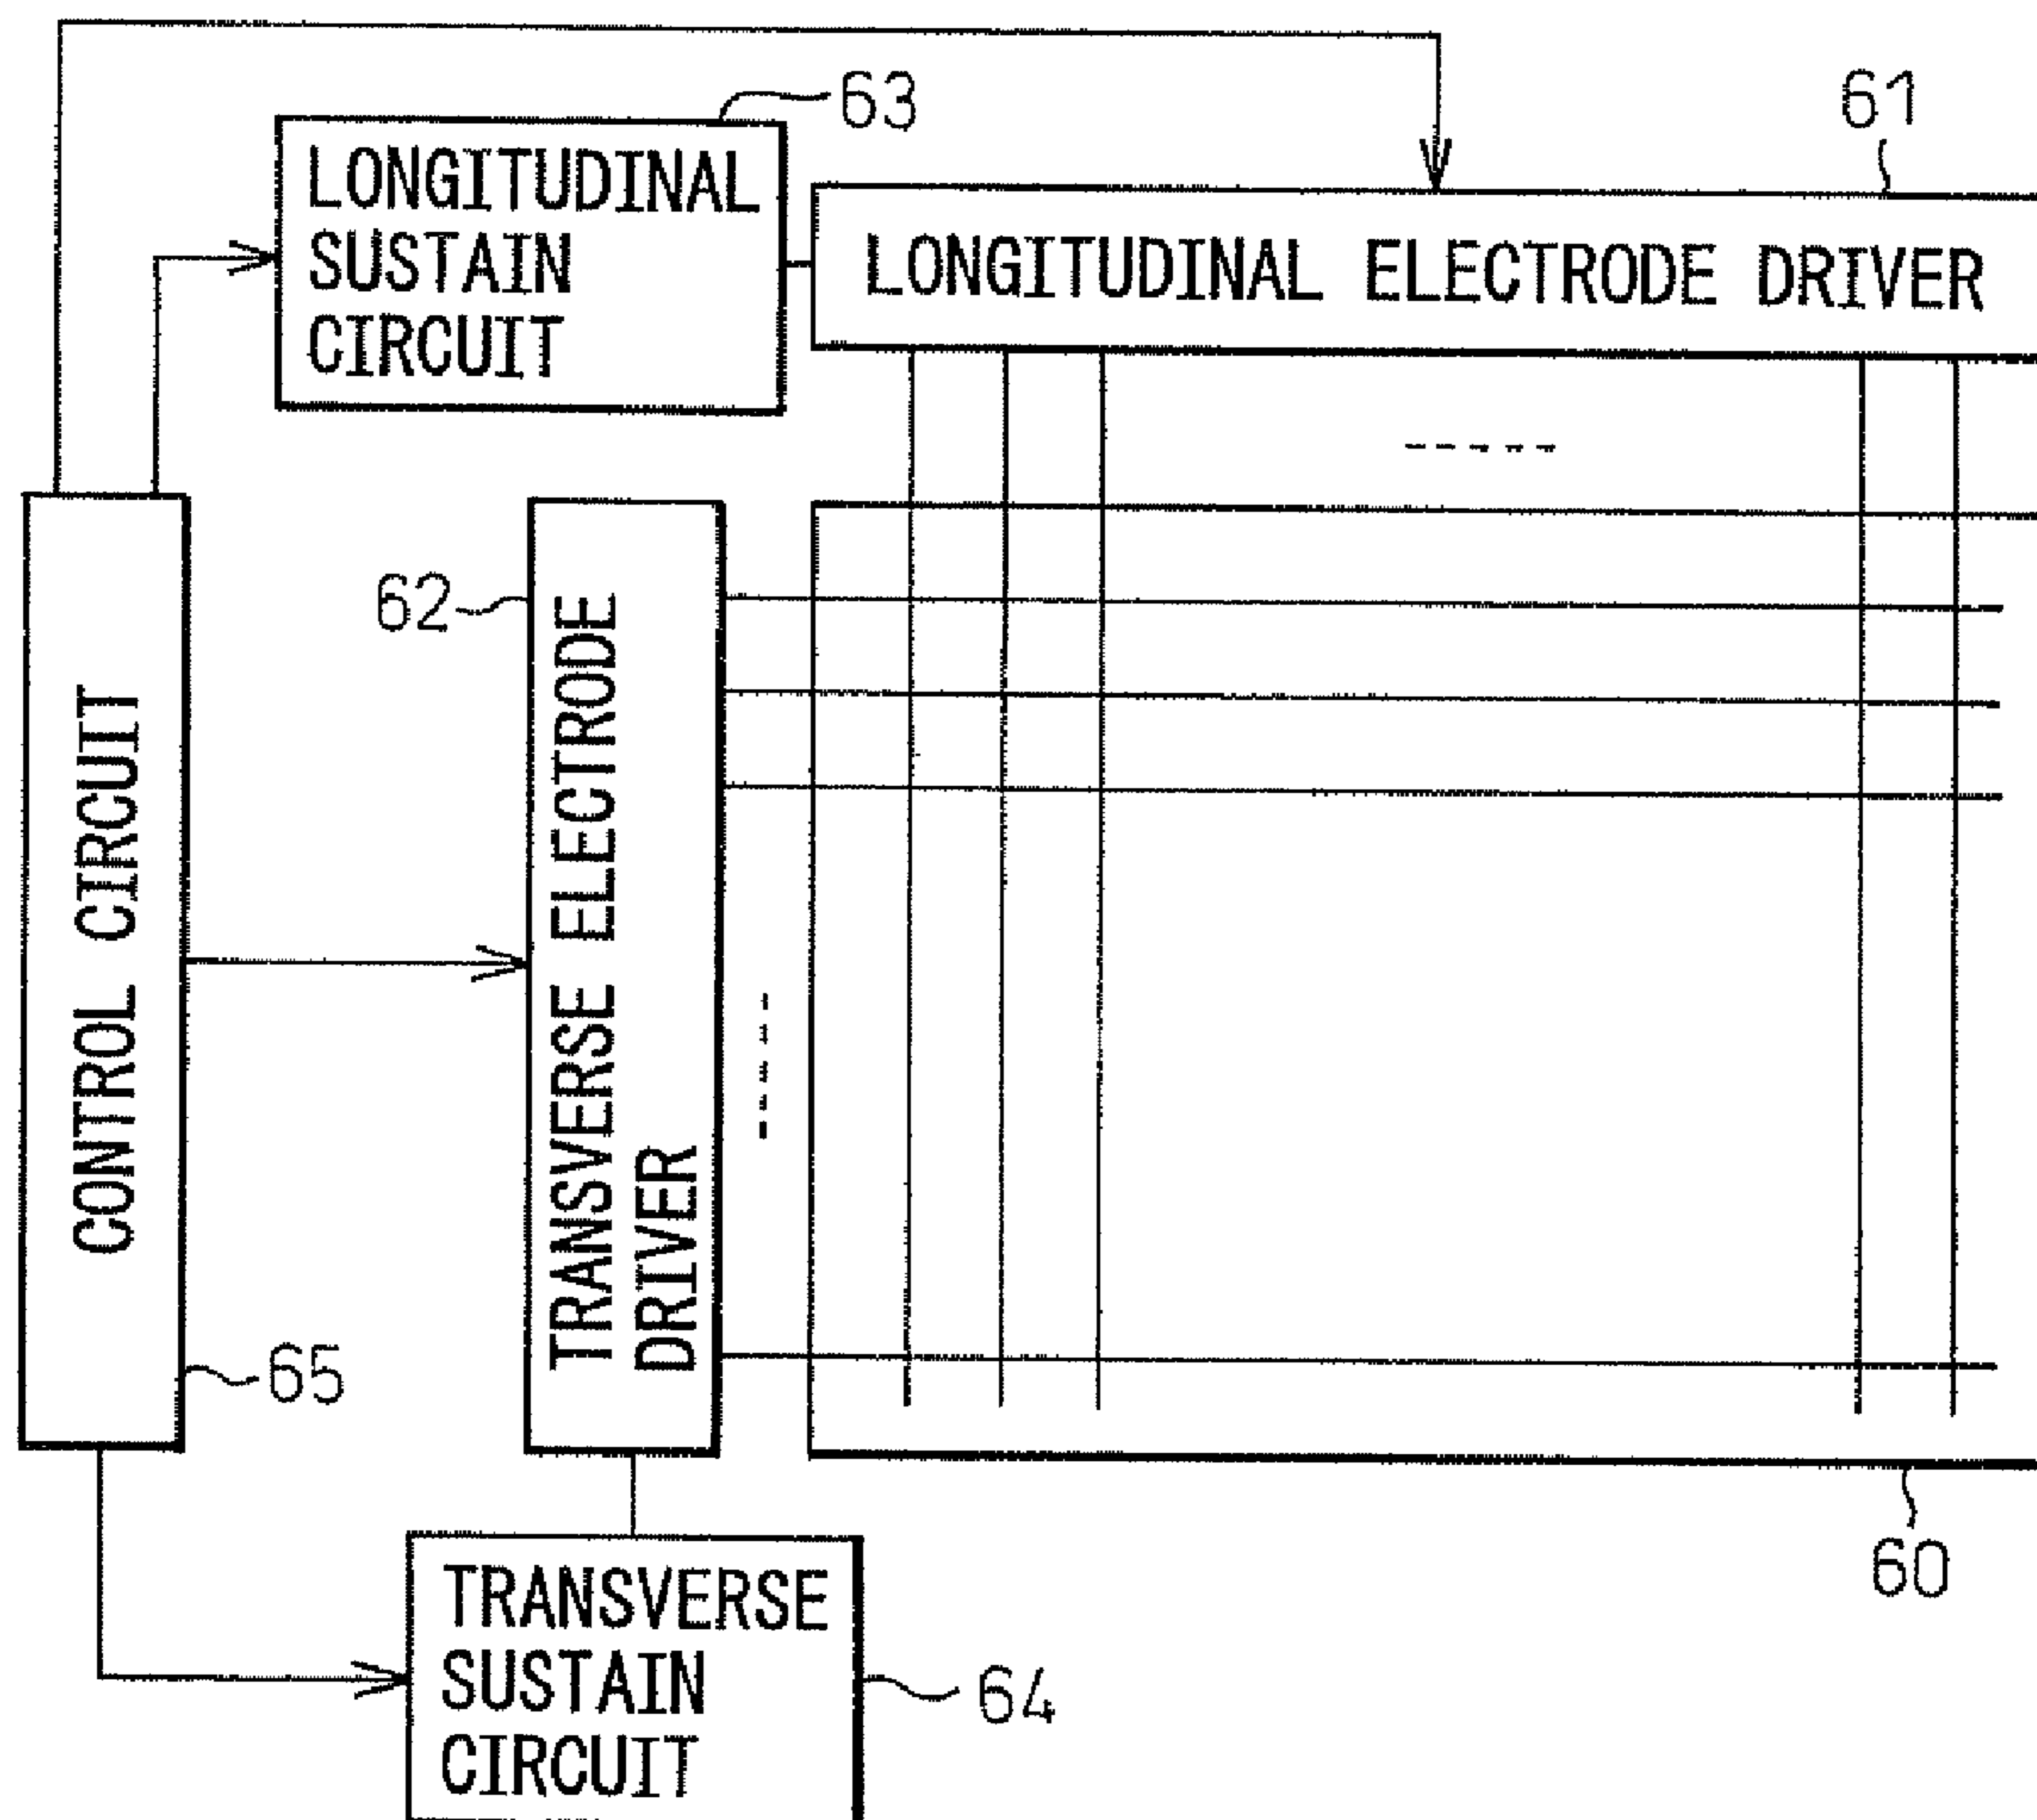 63
61
LONGITUDINAL
SUSTAIN
CIRCUIT
LONGITUDINAL ELECTRODE DRIVER
62
CONTROL CIRCUIT
TRANSVERSE ELECTRODE
DRIVER
65
60
TRANSVERSE
SUSTAIN
CIRCUIT
64